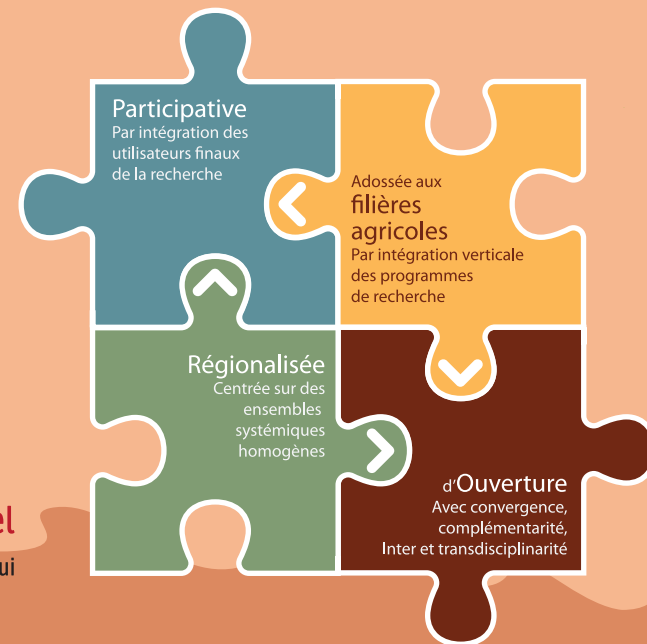 Participative
Par intégration des
utilisateurs finaux
de la recherche
Adossée aux
filières
agricoles
Par intégration verticale
des programmes
de recherche
Régionalisée
Centrée sur des
ensembles
systémiques
homogènes
d'Ouverture
Avec convergence,
complémentarité,
Inter et transdisciplinarité
el
ui